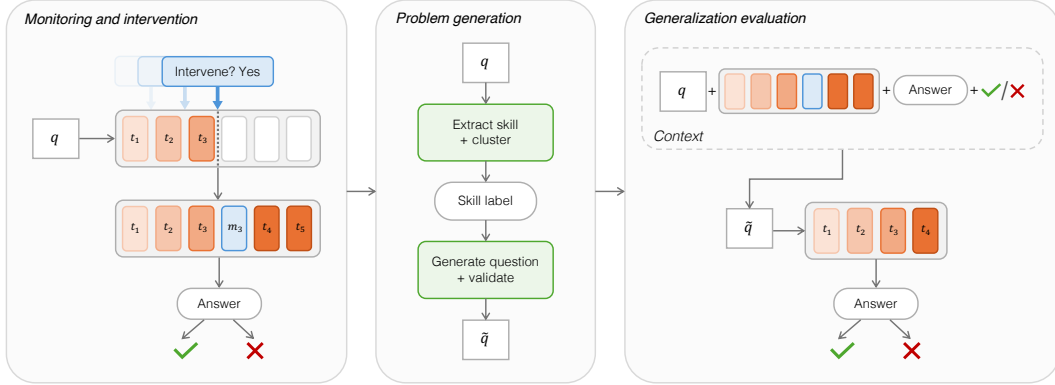 Monitoring and intervention
Intervene? Yes
q
t₁ t₂ t₃
t₁ t₂ t₃ m₃ t₄ t₅
Answer
Problem generation
q
Extract skill
+ cluster
Skill label
Generate question
+ validate
q̃
Generalization evaluation
q + + Answer + /
Context
q̃
t₁ t₂ t₃ t₄
Answer